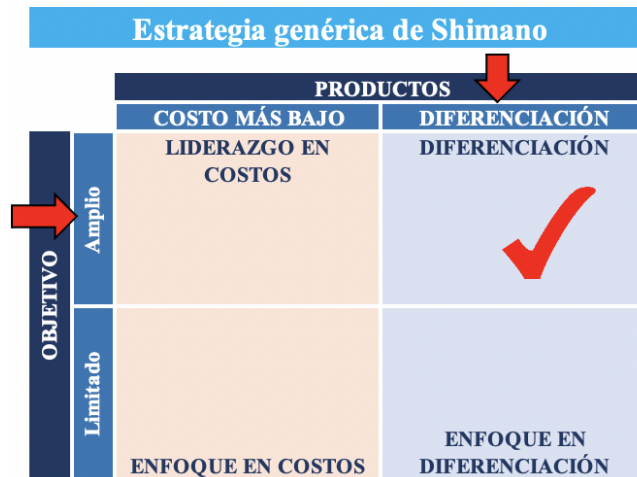 Estrategia genérica de Shimano
PRODUCTOS
COSTO MÁS BAJO
DIFERENCIACIÓN
OBJETIVO
Amplio
LIDERAZGO EN
COSTOS
DIFERENCIACIÓN
Limitado
ENFOQUE EN COSTOS
ENFOQUE EN
DIFERENCIACIÓN